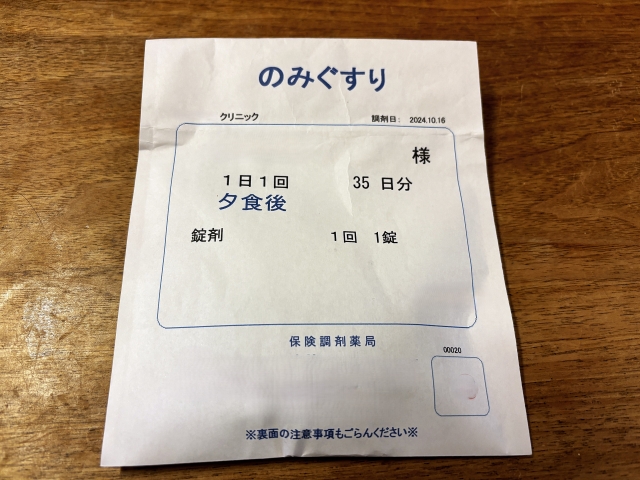 のみぐすり
クリニック 調剤日： 2024.10.16
様
１日１回 35 日分
夕食後
錠剤 １回 1錠
保険調剤薬局
00020
※裏面の注意事項もごらんください※